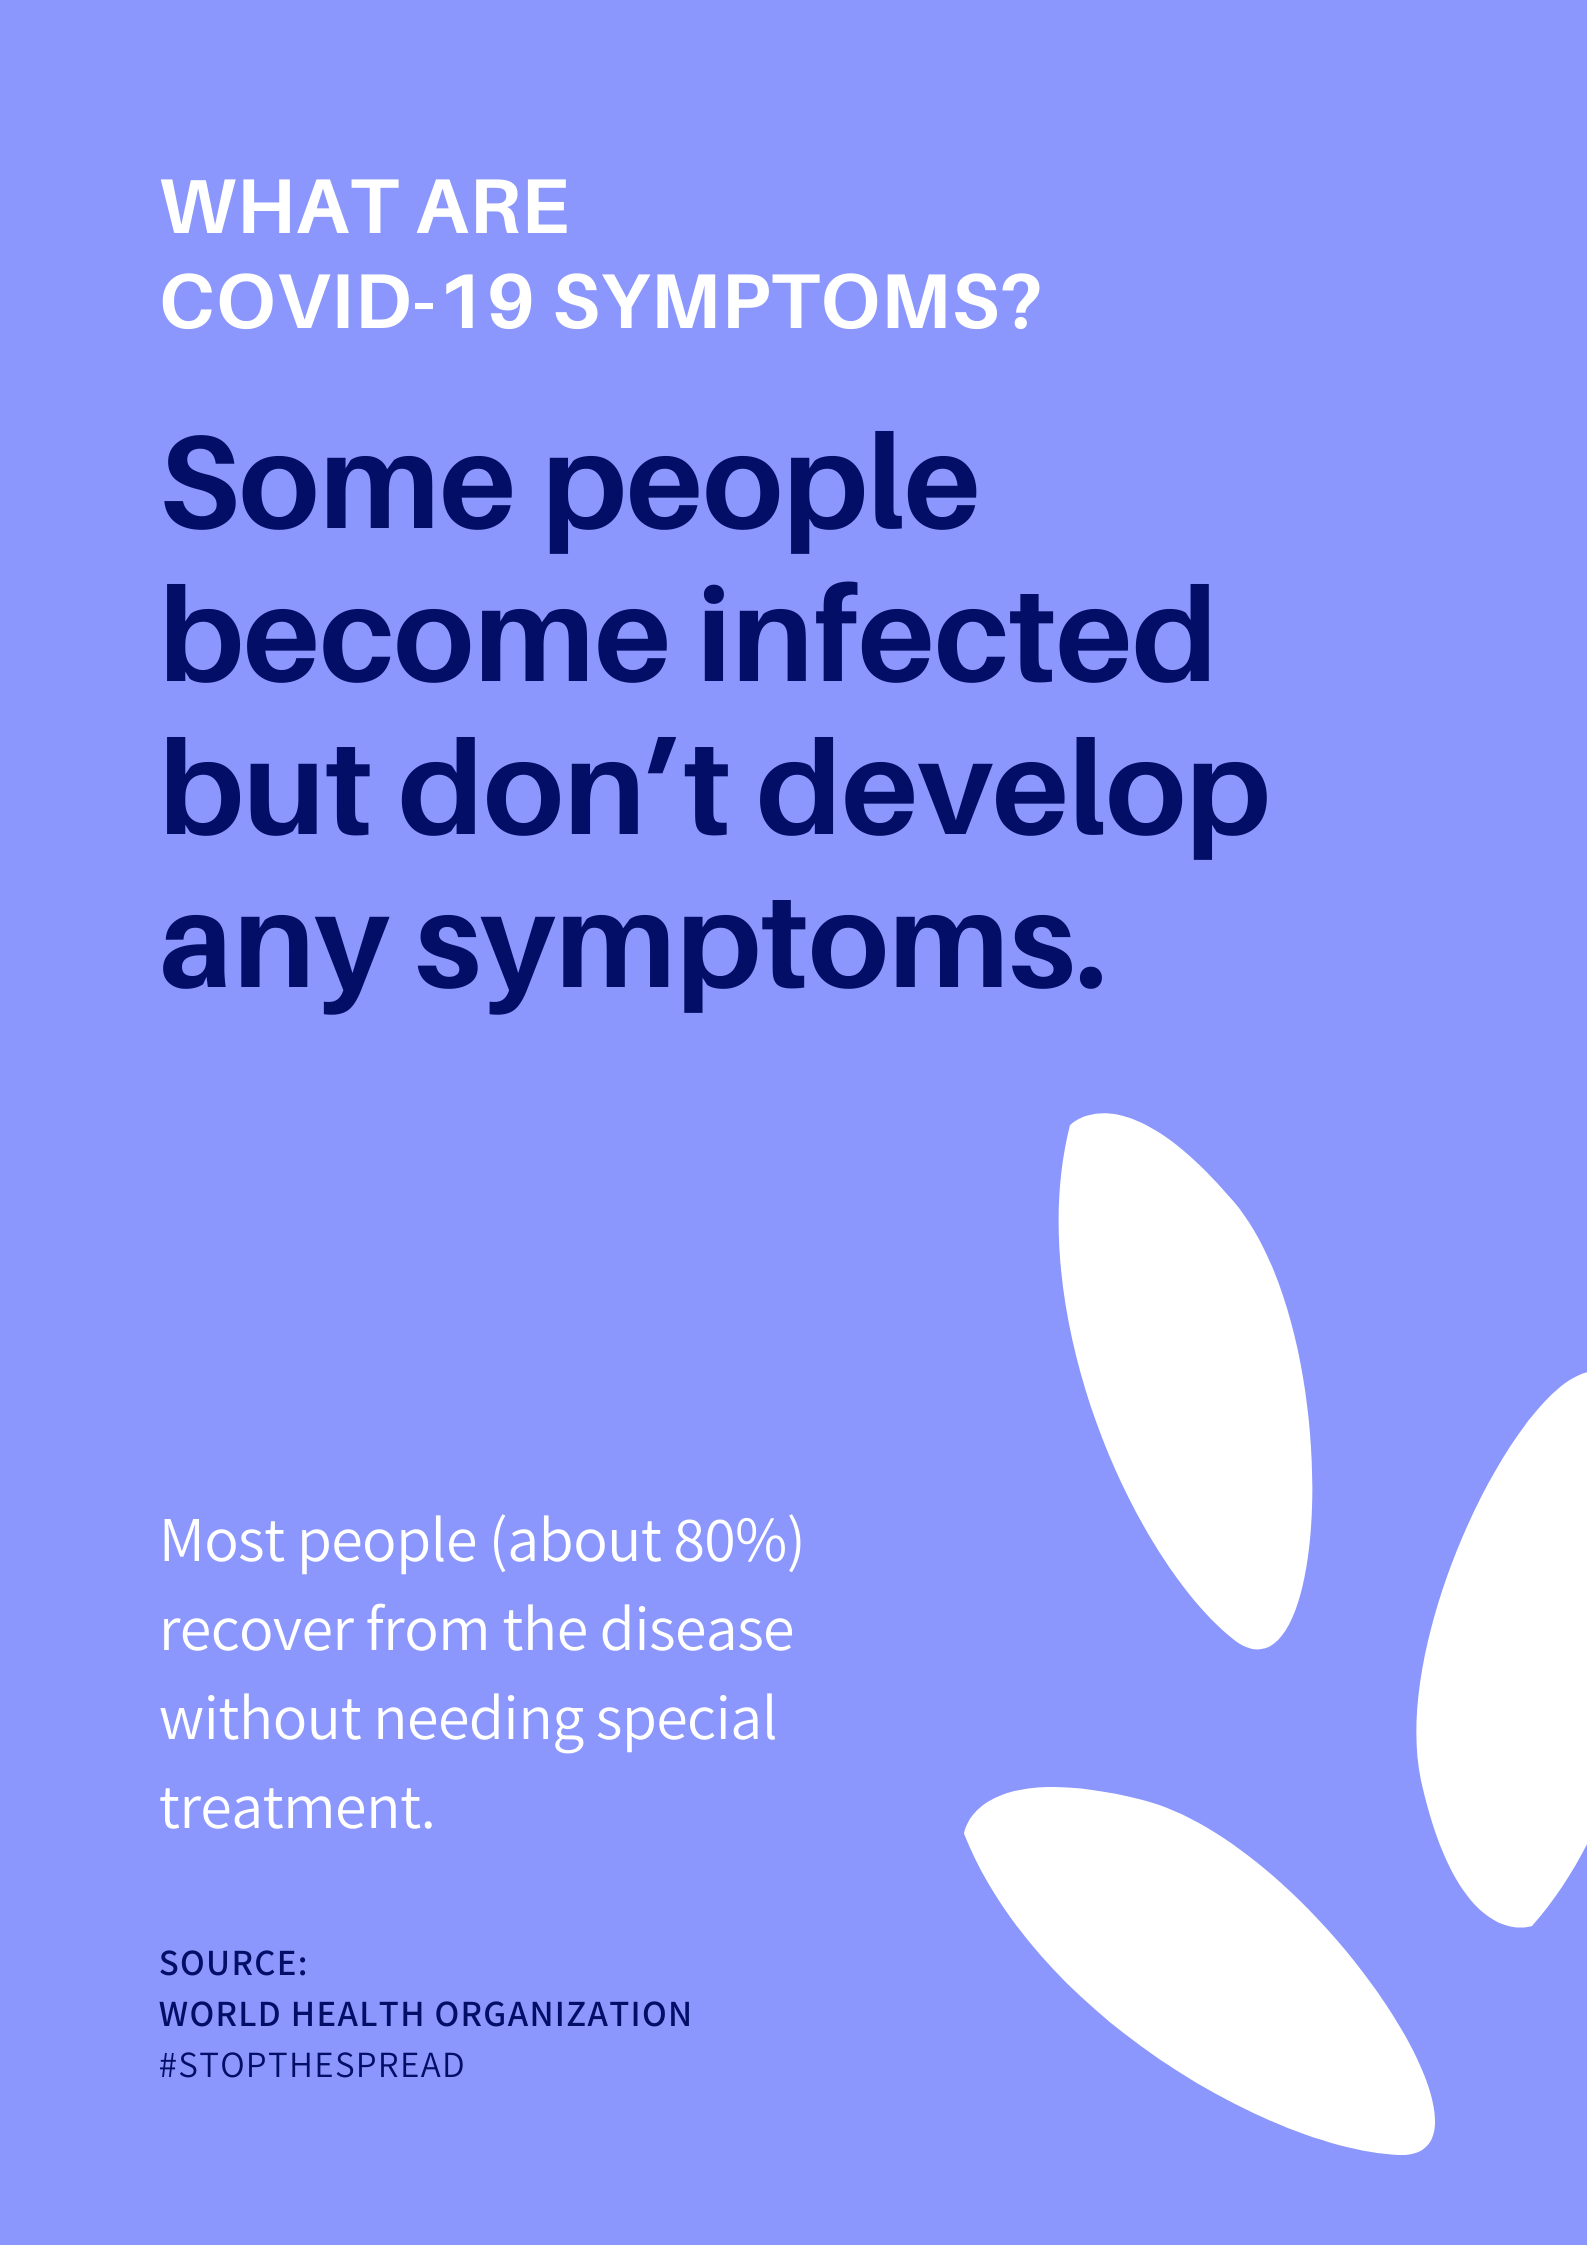 WHAT ARE
COVID-19 SYMPTOMS?
Some people
become infected
but don’t develop
any symptoms.
Most people (about 80%)
recover from the disease
without needing special
treatment.
SOURCE:
WORLD HEALTH ORGANIZATION
#STOPTHESPREAD